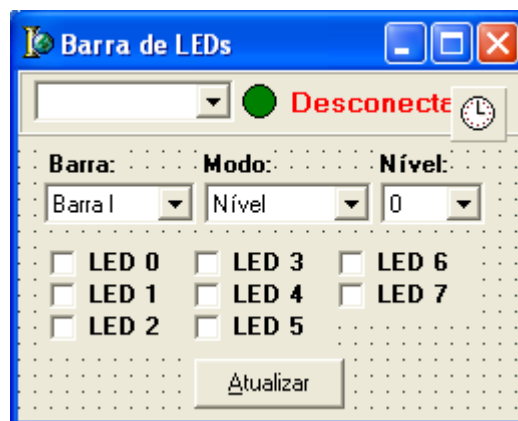 Barra de LEDs
Desconecta
Barra: Modo: Nível:
Barra I Nível 0
LED 0 LED 3 LED 6
LED 1 LED 4 LED 7
LED 2 LED 5
Atualizar